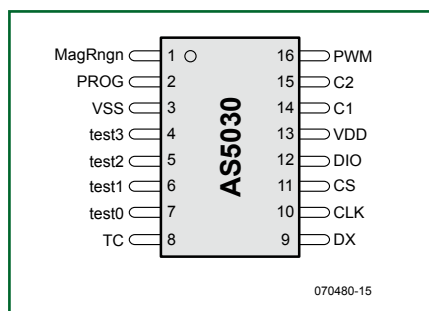 MagRngn 1 16 PWM
PROG 2 15 C2
VSS 3 14 C1
test3 4 13 VDD
test2 5 12 DIO
test1 6 11 CS
test0 7 10 CLK
TC 8 9 DX
AS5030
070480-15